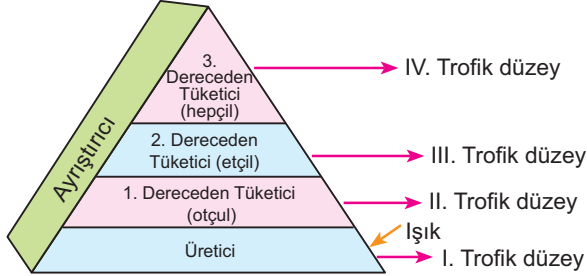 3.
Dereceden
Tüketici
(hepçil)
IV. Trofik düzey
Ayrıştırıcı
2. Dereceden
Tüketici (etçil)
III. Trofik düzey
1. Dereceden Tüketici
(otçul)
II. Trofik düzey
Işık
Üretici
I. Trofik düzey